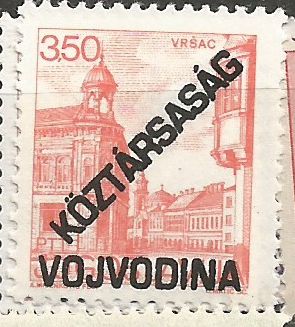 3,50
VRŠAC
KÖZTÁRSASÁG
VOJVODINA